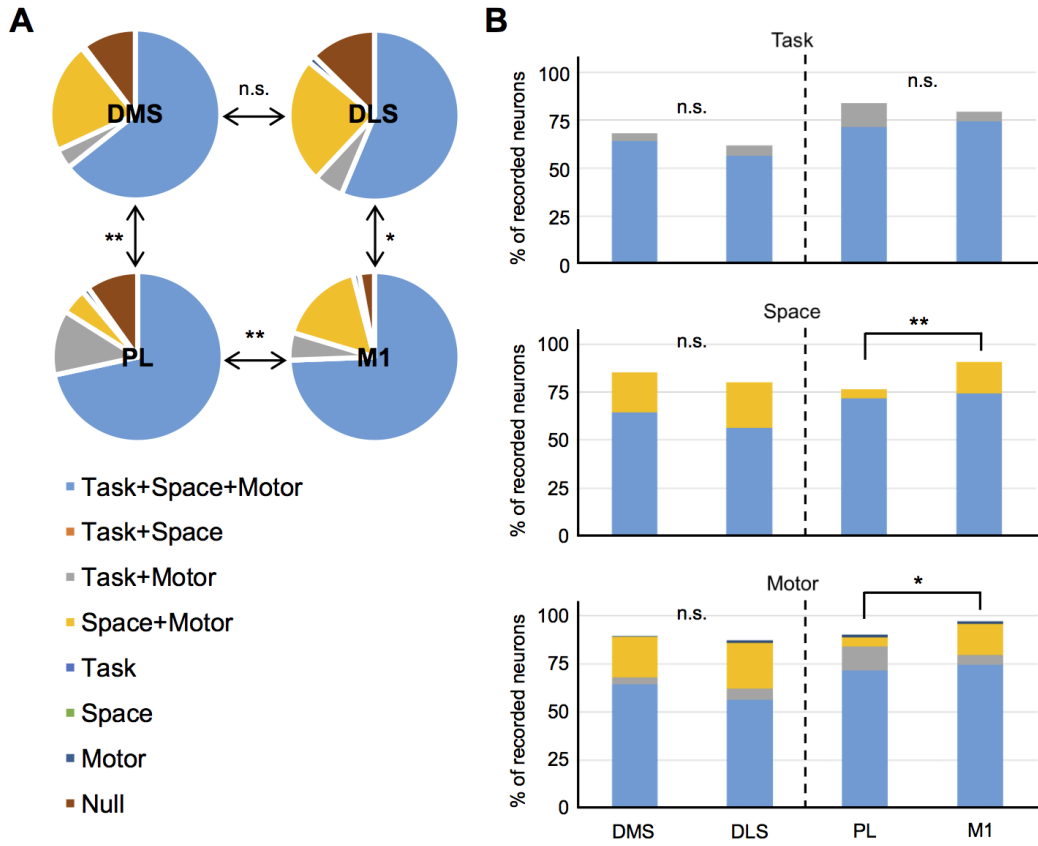 A
DMS
n.s.
DLS
**
*
PL
**
M1
Task+Space+Motor
Task+Space
Task+Motor
Space+Motor
Task
Space
Motor
Null
B
Task
% of recorded neurons
100
75
50
25
0
n.s.
n.s.
Space
% of recorded neurons
100
75
50
25
0
n.s.
**
Motor
% of recorded neurons
100
75
50
25
0
n.s.
*
DMS DLS PL M1